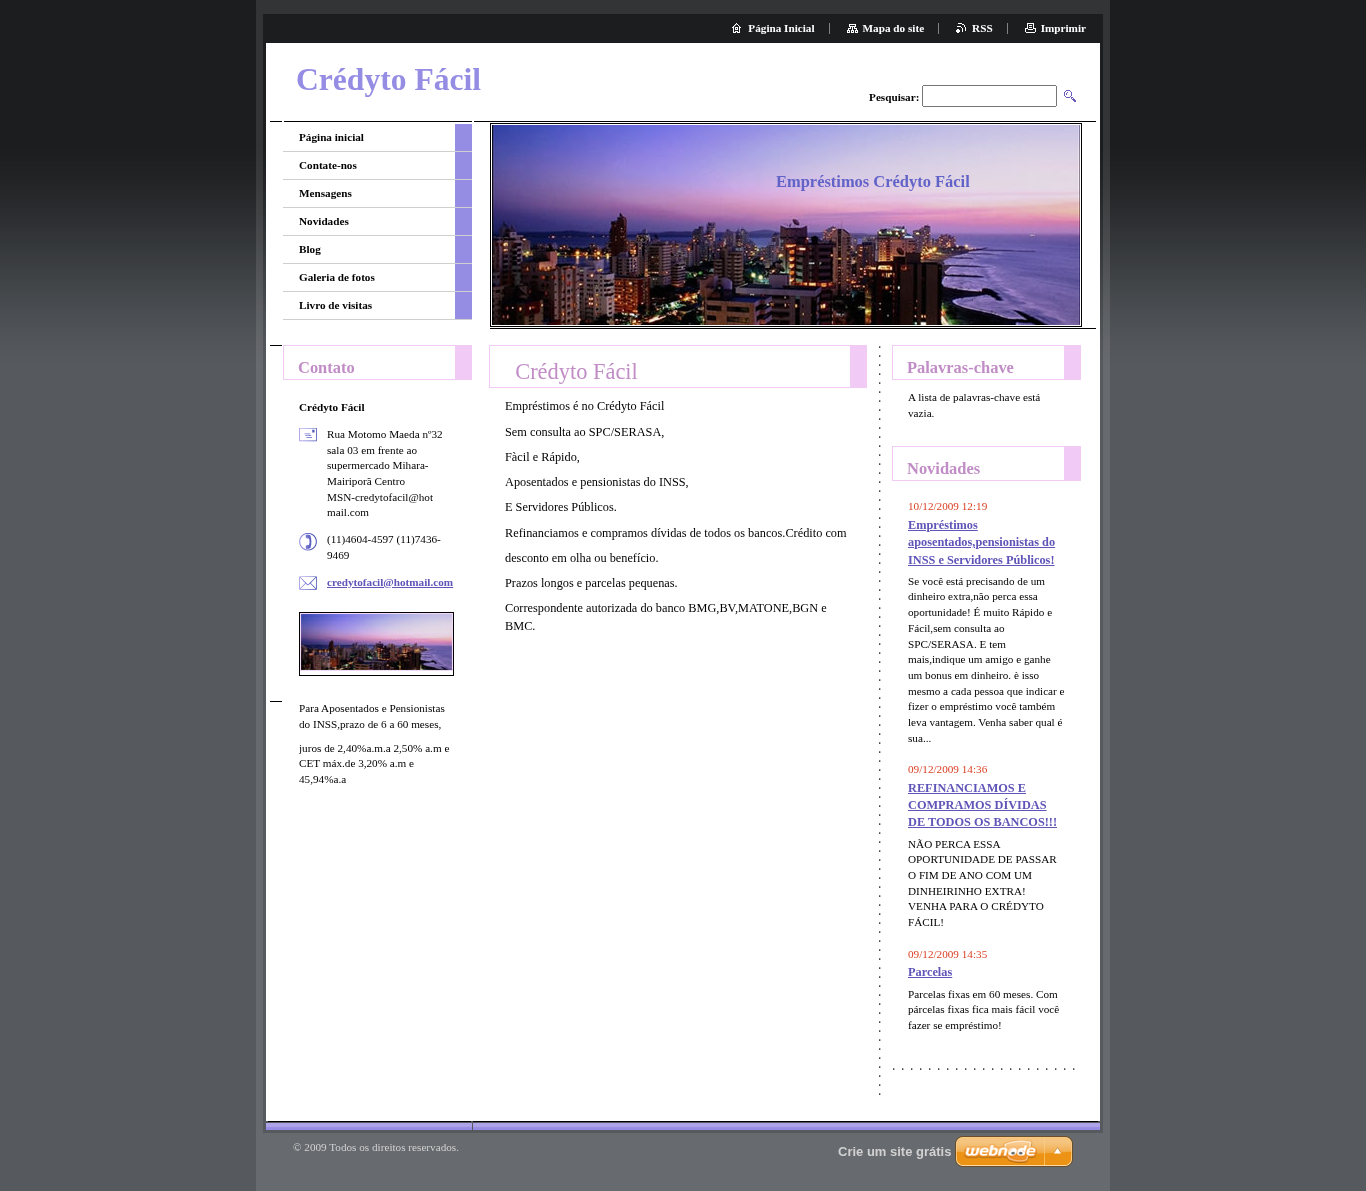 Página Inicial
Mapa do site
RSS
Imprimir
Crédyto Fácil
Pesquisar:
Página inicial
Contate-nos
Mensagens
Novidades
Blog
Galeria de fotos
Livro de visitas
Empréstimos Crédyto Fácil
Contato
Crédyto Fácil
Rua Motomo Maeda nº32
sala 03 em frente ao
supermercado Mihara-
Mairiporã Centro
MSN-credytofacil@hot
mail.com
(11)4604-4597 (11)7436-
9469
credytofacil@hotmail.com
Para Aposentados e Pensionistas
do INSS,prazo de 6 a 60 meses,
juros de 2,40%a.m.a 2,50% a.m e
CET máx.de 3,20% a.m e
45,94%a.a
Crédyto Fácil
Empréstimos é no Crédyto Fácil
Sem consulta ao SPC/SERASA,
Fàcil e Rápido,
Aposentados e pensionistas do INSS,
E Servidores Públicos.
Refinanciamos e compramos dívidas de todos os bancos.Crédito com
desconto em olha ou benefício.
Prazos longos e parcelas pequenas.
Correspondente autorizada do banco BMG,BV,MATONE,BGN e
BMC.
Palavras-chave
A lista de palavras-chave está
vazia.
Novidades
10/12/2009 12:19
Empréstimos
aposentados,pensionistas do
INSS e Servidores Públicos!
Se você está precisando de um
dinheiro extra,não perca essa
oportunidade! É muito Rápido e
Fácil,sem consulta ao
SPC/SERASA. E tem
mais,indique um amigo e ganhe
um bonus em dinheiro. è isso
mesmo a cada pessoa que indicar e
fizer o empréstimo você também
leva vantagem. Venha saber qual é
sua...
09/12/2009 14:36
REFINANCIAMOS E
COMPRAMOS DÍVIDAS
DE TODOS OS BANCOS!!!
NÃO PERCA ESSA
OPORTUNIDADE DE PASSAR
O FIM DE ANO COM UM
DINHEIRINHO EXTRA!
VENHA PARA O CRÉDYTO
FÁCIL!
09/12/2009 14:35
Parcelas
Parcelas fixas em 60 meses. Com
párcelas fixas fica mais fácil você
fazer se empréstimo!
© 2009 Todos os direitos reservados.
Crie um site grátis
webnode